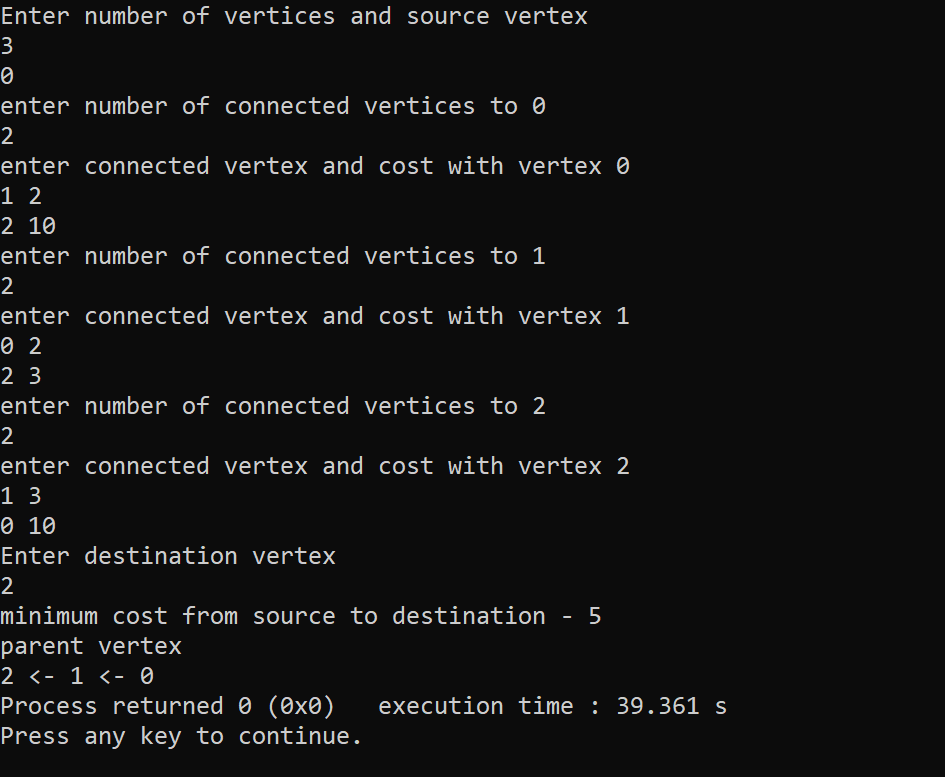 Enter number of vertices and source vertex
3
0
enter number of connected vertices to 0
2
enter connected vertex and cost with vertex 0
1 2
2 10
enter number of connected vertices to 1
2
enter connected vertex and cost with vertex 1
0 2
2 3
enter number of connected vertices to 2
2
enter connected vertex and cost with vertex 2
1 3
0 10
Enter destination vertex
2
minimum cost from source to destination - 5
parent vertex
2 <- 1 <- 0
Process returned 0 (0x0)   execution time : 39.361 s
Press any key to continue.